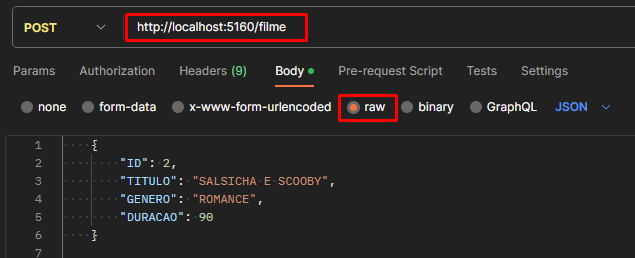 POST http://localhost:5160/filme
Params Authorization Headers (9) Body Pre-request Script Tests Settings
none form-data x-www-form-urlencoded raw binary GraphQL JSON
1 {
2 "ID": 2,
3 "TITULO": "SALSICHA E SCOOBY",
4 "GENERO": "ROMANCE",
5 "DURACAO": 90
6 }
7